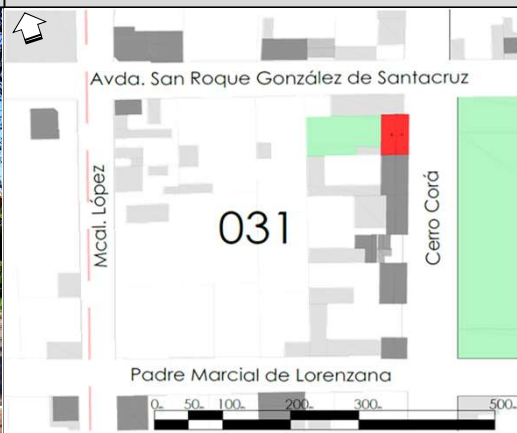 Avda. San Roque González de Santacruz
Mcal. López
031
Cerro Corá
Padre Marcial de Lorenzana
0m 50m 100m 200m 300m 500m